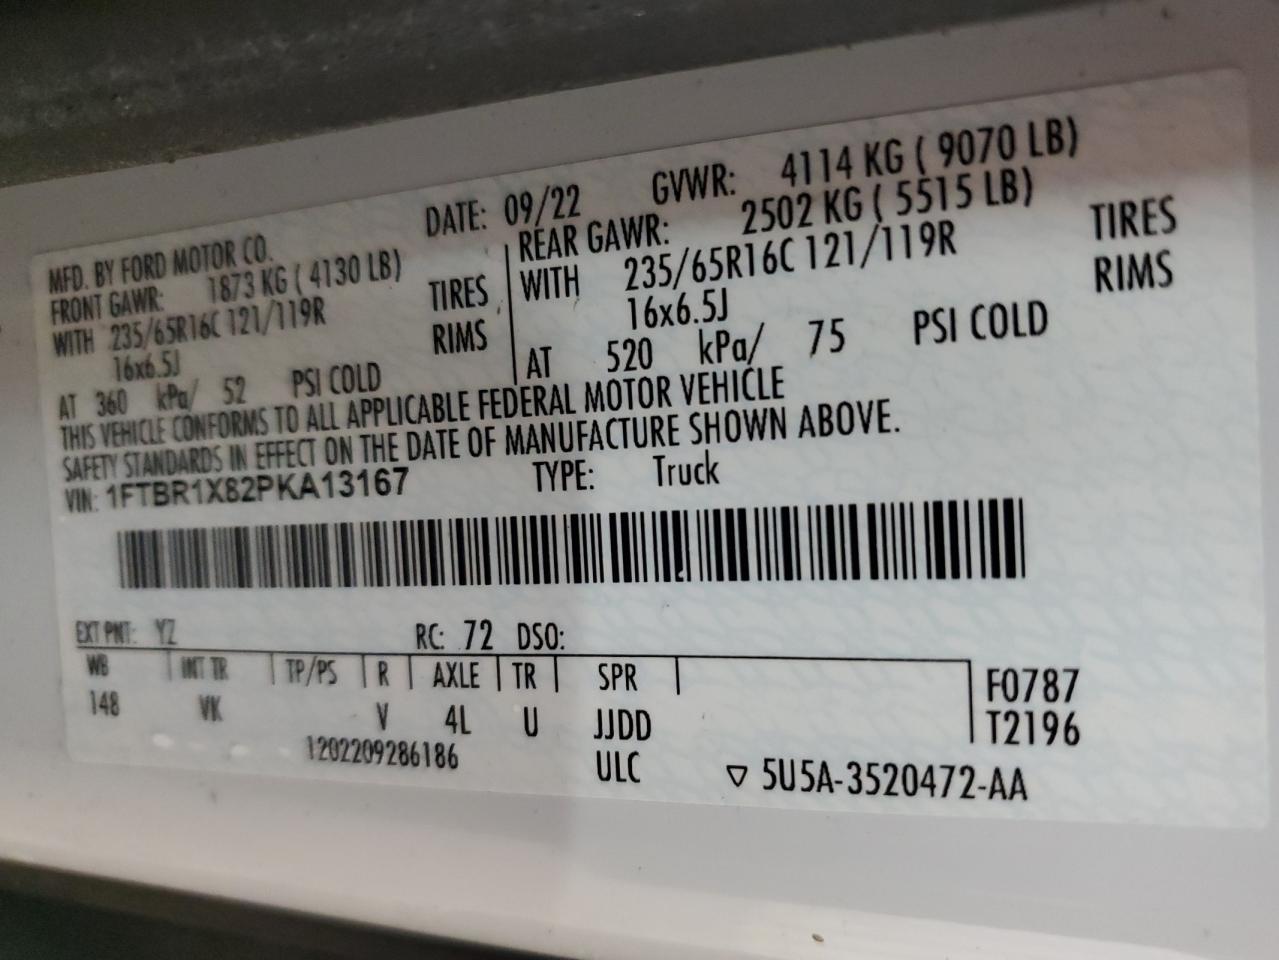 MFD. BY FORD MOTOR CO. DATE: 09/22 GVWR: 4114 KG ( 9070 LB)
FRONT GAWR: 1873 KG ( 4130 LB) REAR GAWR: 2502 KG ( 5515 LB)
WITH 235/65R16C 121/119R TIRES WITH 235/65R16C 121/119R TIRES
16x6.5J RIMS 16x6.5J RIMS
AT 360 kPa/ 52 PSI COLD AT 520 kPa/ 75 PSI COLD
THIS VEHICLE CONFORMS TO ALL APPLICABLE FEDERAL MOTOR VEHICLE
SAFETY STANDARDS IN EFFECT ON THE DATE OF MANUFACTURE SHOWN ABOVE.
VIN: 1FTBR1X82PKA13167 TYPE: Truck
EXT PNT: YZ RC: 72 DSO:
WB INT TR TP/PS R AXLE TR SPR F0787
148 VK V 4L U JJDD T2196
1202209286186 ULC ▽ 5U5A-3520472-AA